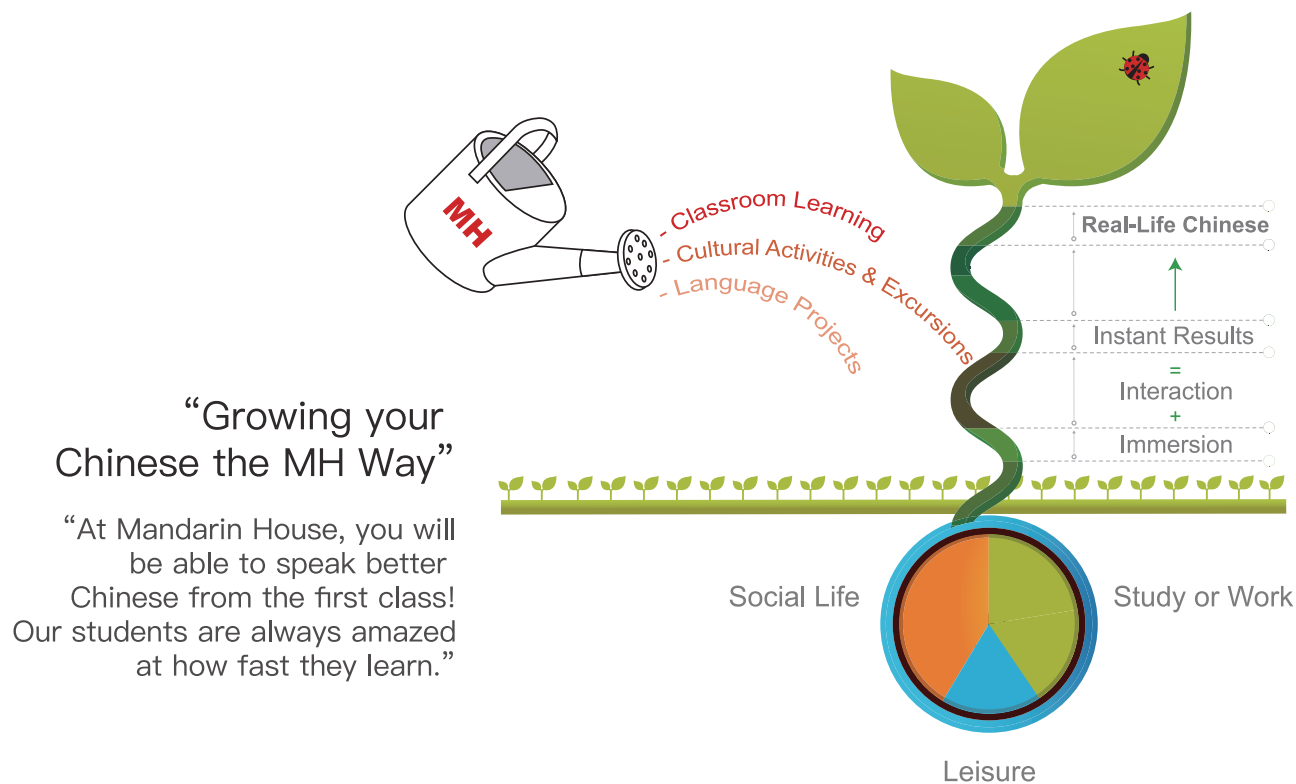 MH
- Classroom Learning
- Cultural Activities & Excursions
- Language Projects
Real-Life Chinese
Instant Results
=
Interaction
+
Immersion
“Growing your
Chinese the MH Way”
“At Mandarin House, you will
be able to speak better
Chinese from the first class!
Our students are always amazed
at how fast they learn.”
Social Life
Study or Work
Leisure